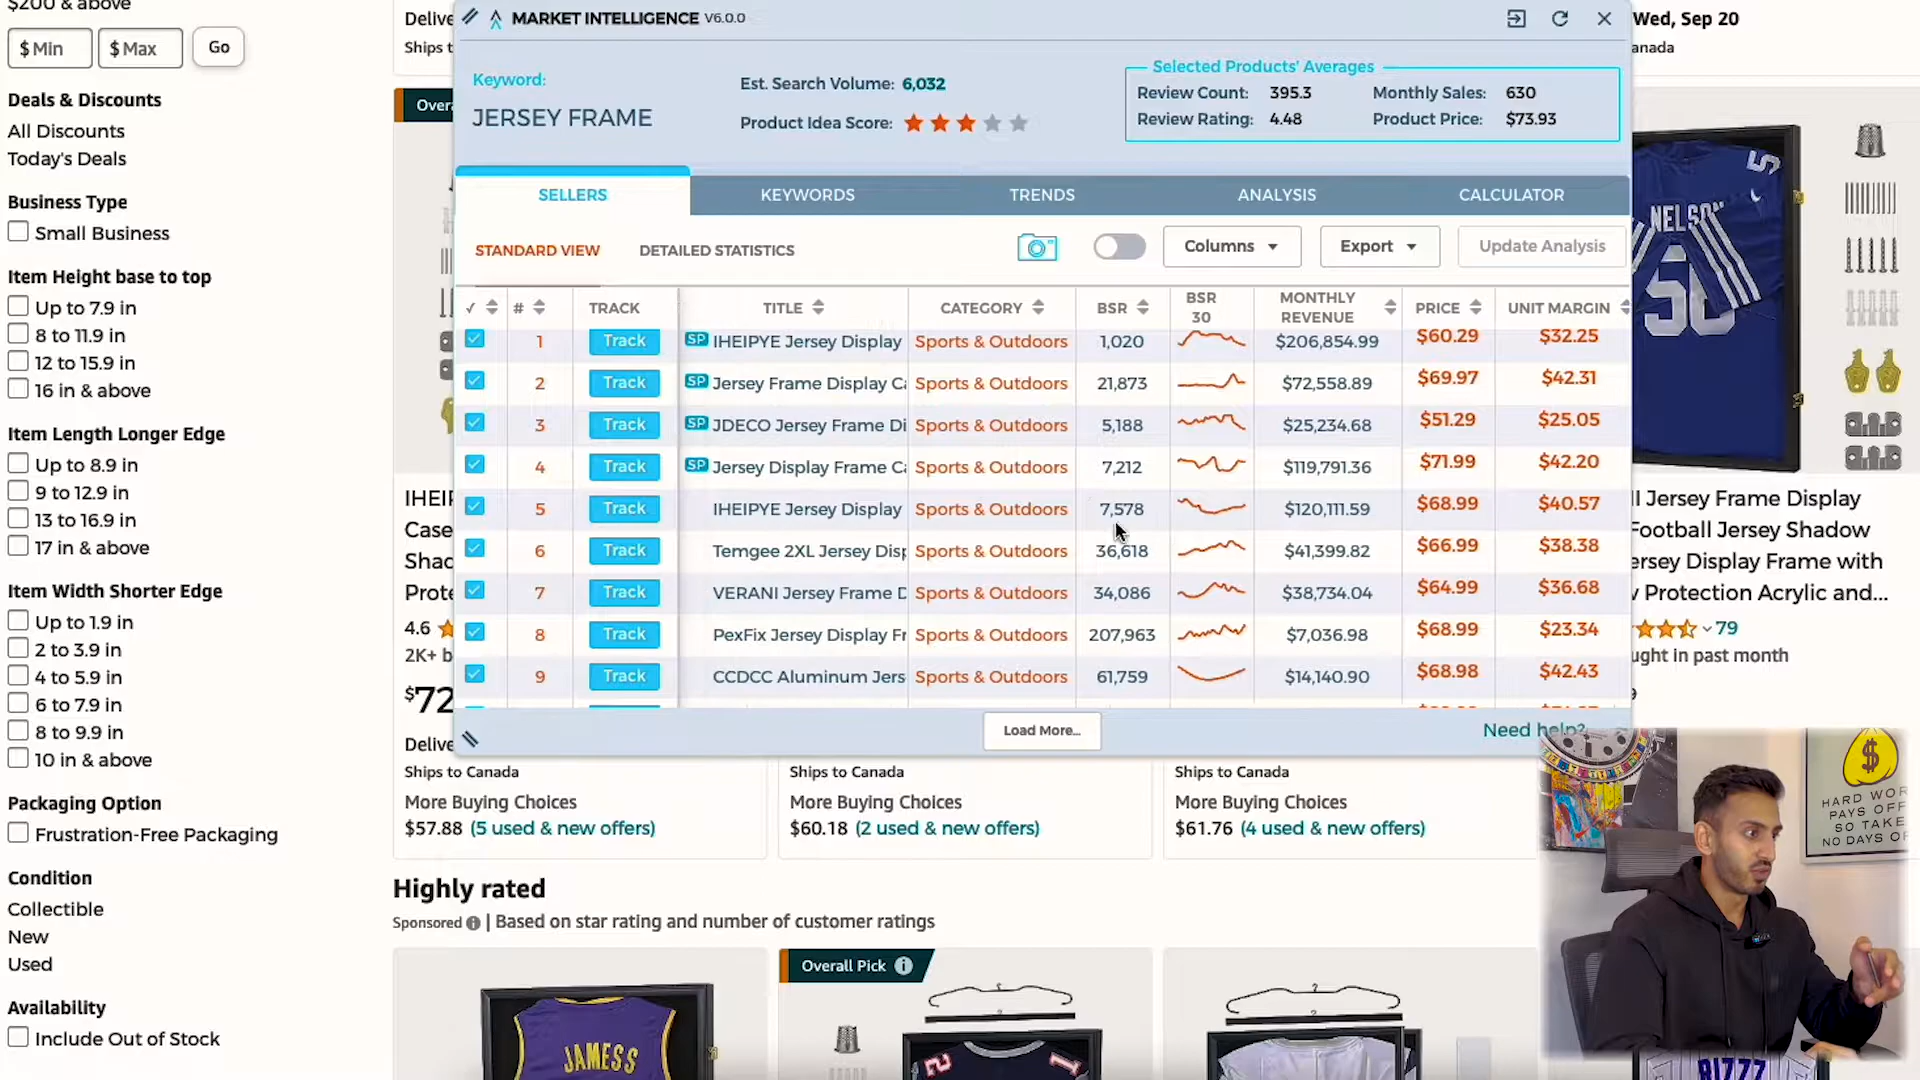 $200 & above
$ Min
$ Max
Go
Deals & Discounts
All Discounts
Today's Deals
Business Type
Small Business
Item Height base to top
Up to 7.9 in
8 to 11.9 in
12 to 15.9 in
16 in & above
Item Length Longer Edge
Up to 8.9 in
9 to 12.9 in
13 to 16.9 in
17 in & above
Item Width Shorter Edge
Up to 1.9 in
2 to 3.9 in
4 to 5.9 in
6 to 7.9 in
8 to 9.9 in
10 in & above
Packaging Option
Frustration-Free Packaging
Condition
Collectible
New
Used
Availability
Include Out of Stock
Delive
Ships t
Overa
MARKET INTELLIGENCE V6.0.0
Keyword:
JERSEY FRAME
Est. Search Volume: 6,032
Product Idea Score:
Selected Products' Averages
Review Count: 395.3 Monthly Sales: 630
Review Rating: 4.48 Product Price: $73.93
SELLERS KEYWORDS TRENDS ANALYSIS CALCULATOR
STANDARD VIEW DETAILED STATISTICS Columns Export Update Analysis
✓ # TRACK TITLE CATEGORY BSR BSR 30 MONTHLY REVENUE PRICE UNIT MARGIN
1 Track SP IHEIPYE Jersey Display Sports & Outdoors 1,020 $206,854.99 $60.29 $32.25
2 Track SP Jersey Frame Display Ca Sports & Outdoors 21,873 $72,558.89 $69.97 $42.31
3 Track SP JDECO Jersey Frame Di Sports & Outdoors 5,188 $25,234.68 $51.29 $25.05
4 Track SP Jersey Display Frame Ca Sports & Outdoors 7,212 $119,791.36 $71.99 $42.20
5 Track IHEIPYE Jersey Display Sports & Outdoors 7,578 $120,111.59 $68.99 $40.57
6 Track Temgee 2XL Jersey Disp Sports & Outdoors 36,618 $41,399.82 $66.99 $38.38
7 Track VERANI Jersey Frame D Sports & Outdoors 34,086 $38,734.04 $64.99 $36.68
8 Track PexFix Jersey Display Fr Sports & Outdoors 207,963 $7,036.98 $68.99 $23.34
9 Track CCDCC Aluminum Jers Sports & Outdoors 61,759 $14,140.90 $68.98 $42.43
Load More...
Need help?
Wed, Sep 20
anada
NELSON
50
5
l Jersey Frame Display
Football Jersey Shadow
ersey Display Frame with
v Protection Acrylic and...
79
ught in past month
IHEIP
Case
Shad
Prote
4.6
2K+ b
$72
Delive
Ships to Canada
More Buying Choices
$57.88 (5 used & new offers)
Ships to Canada
More Buying Choices
$60.18 (2 used & new offers)
Ships to Canada
More Buying Choices
$61.76 (4 used & new offers)
Highly rated
Sponsored | Based on star rating and number of customer ratings
Overall Pick
JAMESS
2 1
$
HARD WOR
PAYS OFF
SO TAKE
NO DAYS OF
BIZZZ